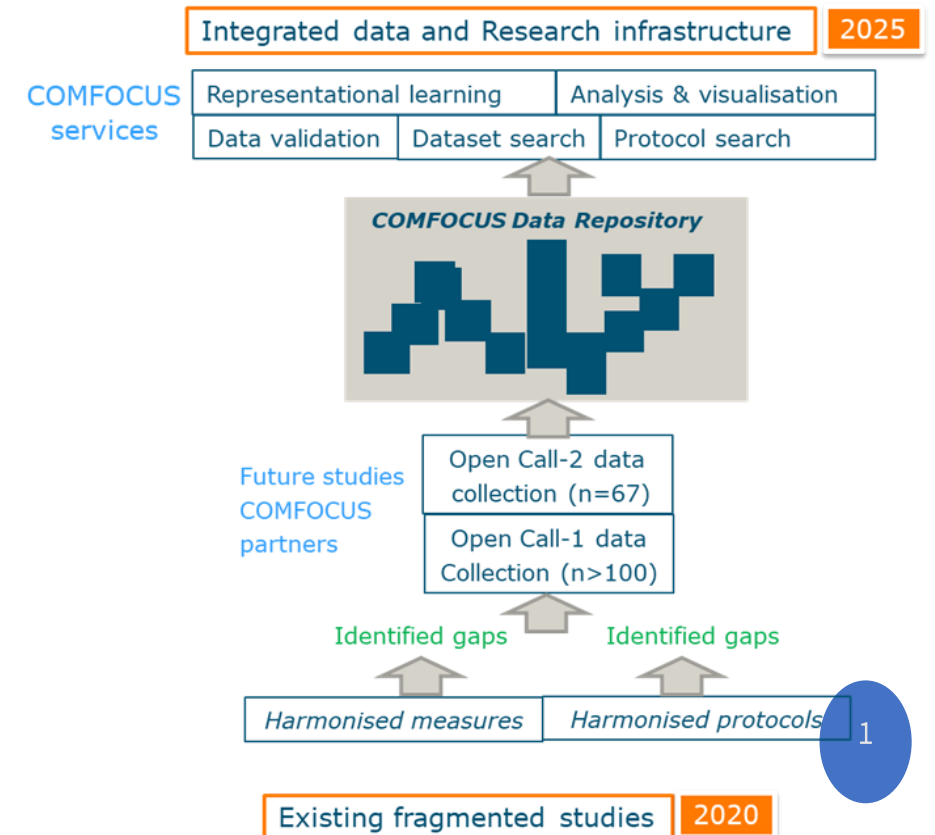 Integrated data and Research infrastructure 2025
COMFOCUS
services
Representational learning
Analysis & visualisation
Data validation
Dataset search
Protocol search
COMFOCUS Data Repository
Future studies
COMFOCUS
partners
Open Call-2 data
collection (n=67)
Open Call-1 data
Collection (n>100)
Identified gaps
Identified gaps
Harmonised measures
Harmonised protocols
1
Existing fragmented studies 2020